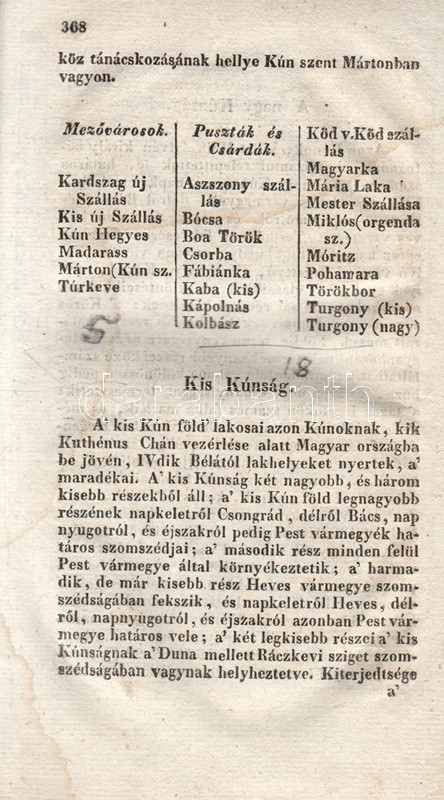 368
köz tánácskozásának hellye Kún szent Mártonban
vagyon.
Mezővárosok.
Kardszag új
Szállás
Kis új Szállás
Kún Hegyes
Madarass
Márton(Kún sz.
Túrkeve
5
Puszták és
Csárdák.
Aszszony szál-
lás
Bócsa
Boa Török
Csorba
Fábiánka
Kaba (kis)
Kápolnás
Kolbász
Köd v.Köd szál-
lás
Magyarka
Mária Laka
Mester Szállása
Miklós(orgenda
sz.)
Móritz
Pohamara
Törökbor
Turgony (kis)
Turgony (nagy)
18
Kis Kúnság.
darabanth
A' kis Kún föld' lakosai azon Kúnoknak, kik
Kuthénus Chán vezérlése alatt Magyar országba
be jövén, IVdik Bélától lakhelyeket nyertek, a'
maradékai. A' kis Kúnság két nagyobb, és három
kisebb részekből áll; a' kis Kún föld legnagyobb
részének napkeletről Csongrád, délről Bács, nap
nyugotról, és éjszakról pedig Pest vármegyék ha-
táros szomszédjai; a' második rész minden felül
Pest vármegye által környékeztetik; a' harma-
dik, de már kisebb rész Heves vármegye szom-
szédságában fekszik, és napkeletről Heves, dél-
ről, napnyugotról, és éjszakról azonban Pest vár-
megye határos vele; a' két legkisebb részei a' kis
Kúnságnak a' Duna mellett Ráczkevi sziget szom-
szédságában vagynak helyheztetve. Kiterjedtsége
a'